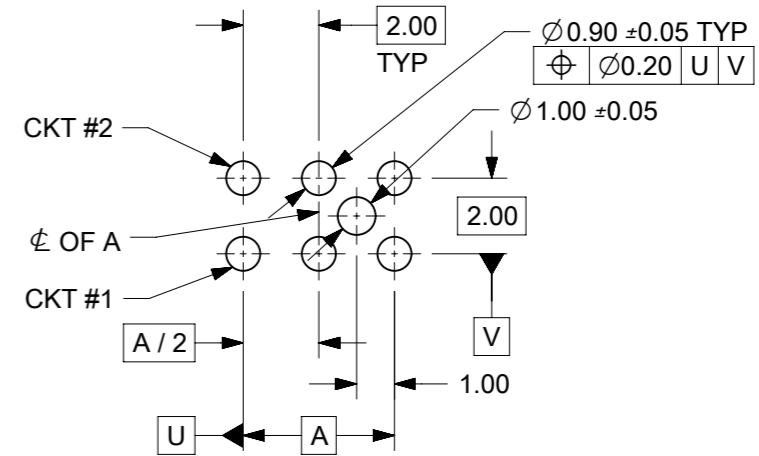 2.00
TYP
∅0.90 ±0.05 TYP
⌖ ∅0.20 U V
∅1.00 ±0.05
CKT #2
2.00
℄ OF A
CKT #1
A / 2
V
1.00
U
A